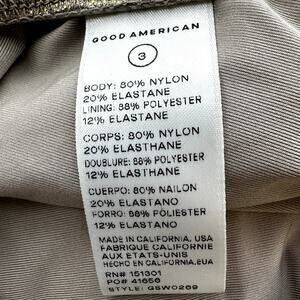 GOOD AMERICAN
3
BODY: 80% NYLON
20% ELASTANE
LINING: 88% POLYESTER
12% ELASTANE
CORPS: 80% NYLON
20% ELASTHANE
DOUBLURE: 88% POLYESTER
12% ELASTHANE
CUERPO: 80% NAILON
20% ELASTANO
FORRO: 88% POLIESTER
12% ELASTANO
MADE IN CALIFORNIA, USA
FABRIQUE CALIFORNIE
AUX ETATS-UNIS
HECHO EN CALIFORNIA, EUA
RN# 151301
PO# 41656
STYLE: GSW0269